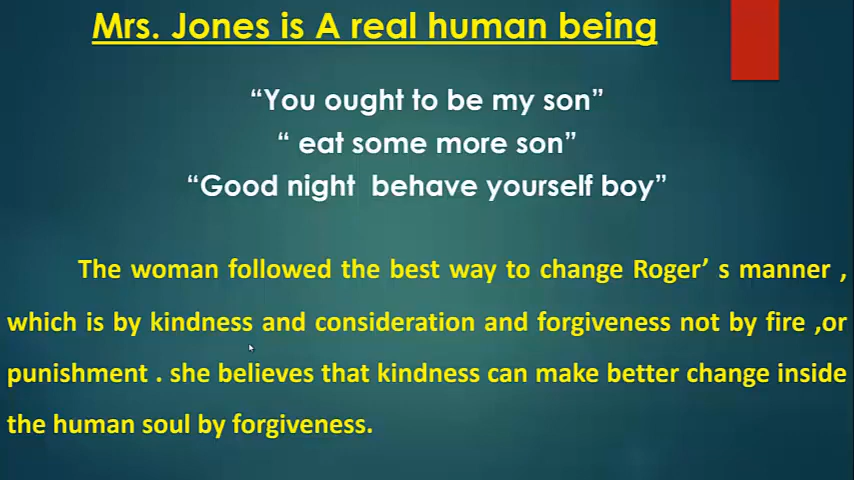 Mrs. Jones is A real human being
“You ought to be my son”
“ eat some more son”
“Good night  behave yourself boy”
The woman followed the best way to change Roger’ s manner ,
which is by kindness and consideration and forgiveness not by fire ,or
punishment . she believes that kindness can make better change inside
the human soul by forgiveness.